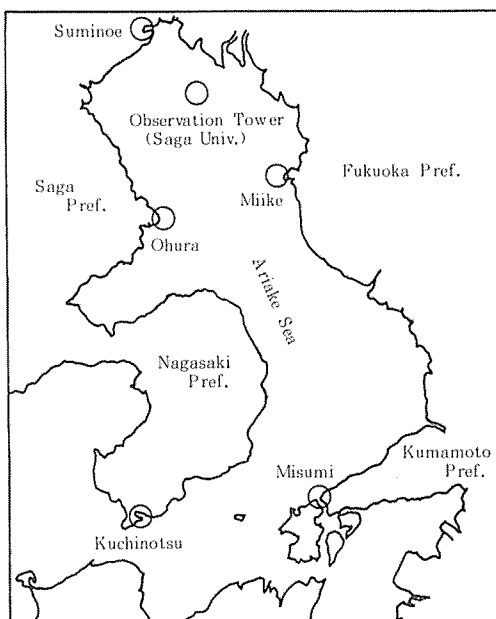 Suminoe
Observation Tower
(Saga Univ.)
Fukuoka Pref.
Miike
Saga
Pref.
Ohura
Ariake Sea
Nagasaki
Pref.
Kumamoto
Pref.
Misumi
Kuchinotsu